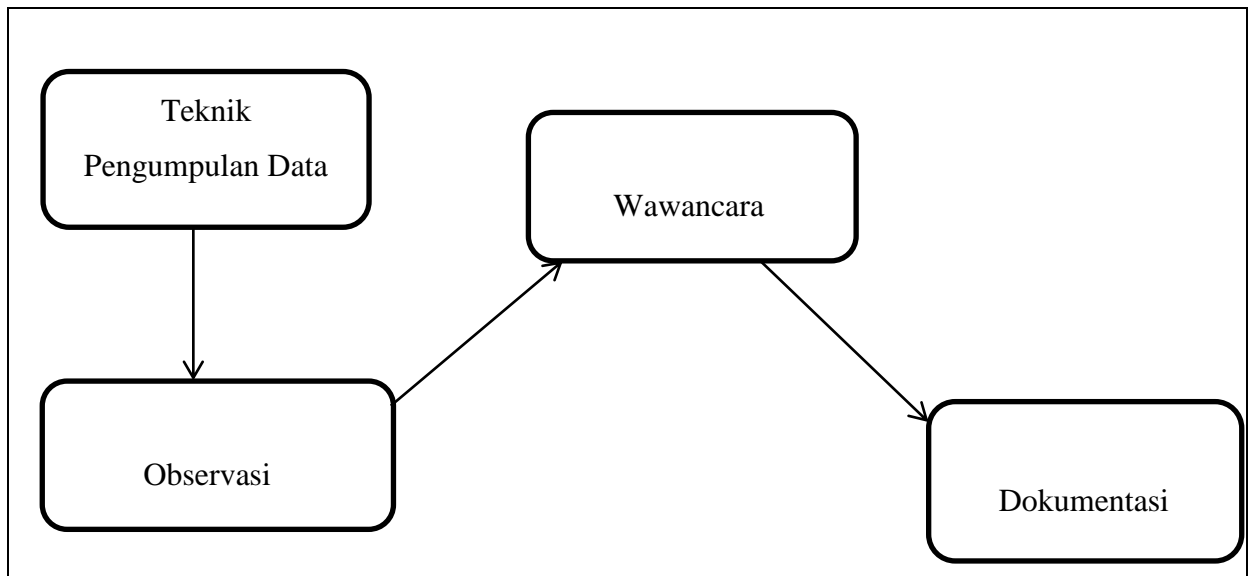 Teknik
Pengumpulan Data
Wawancara
Observasi
Dokumentasi